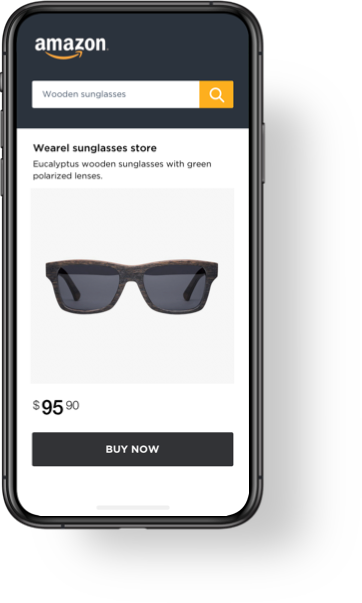 amazon
Wooden sunglasses
Wearel sunglasses store
Eucalyptus wooden sunglasses with green
polarized lenses.
$95 90
BUY NOW